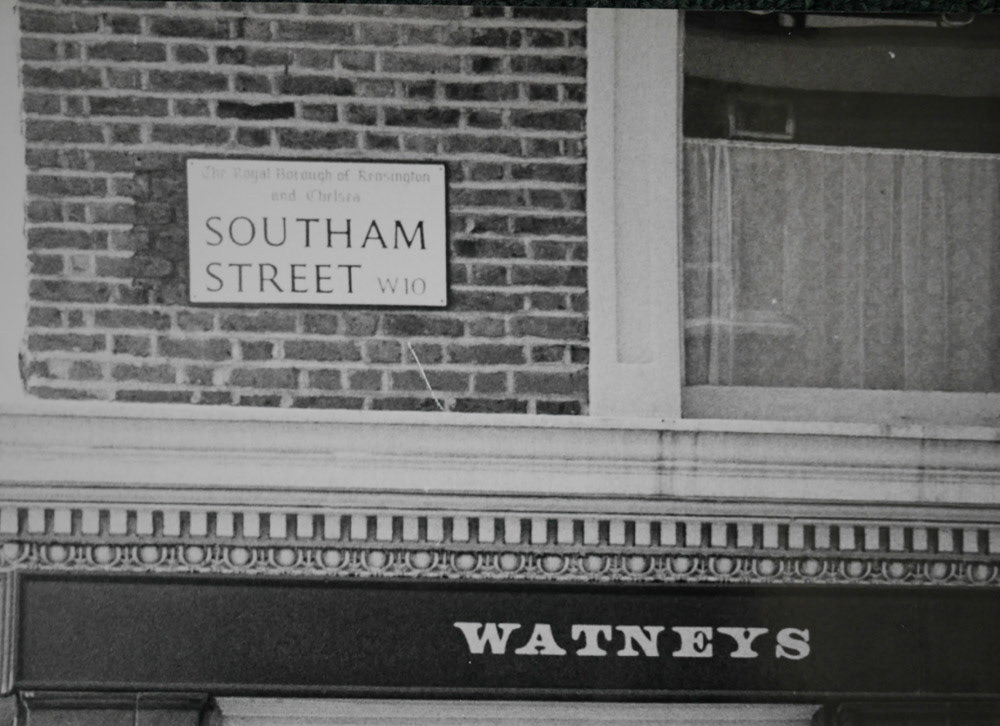 The Royal Borough of Kensington
and Chelsea
SOUTHAM
STREET W10
WATNEYS